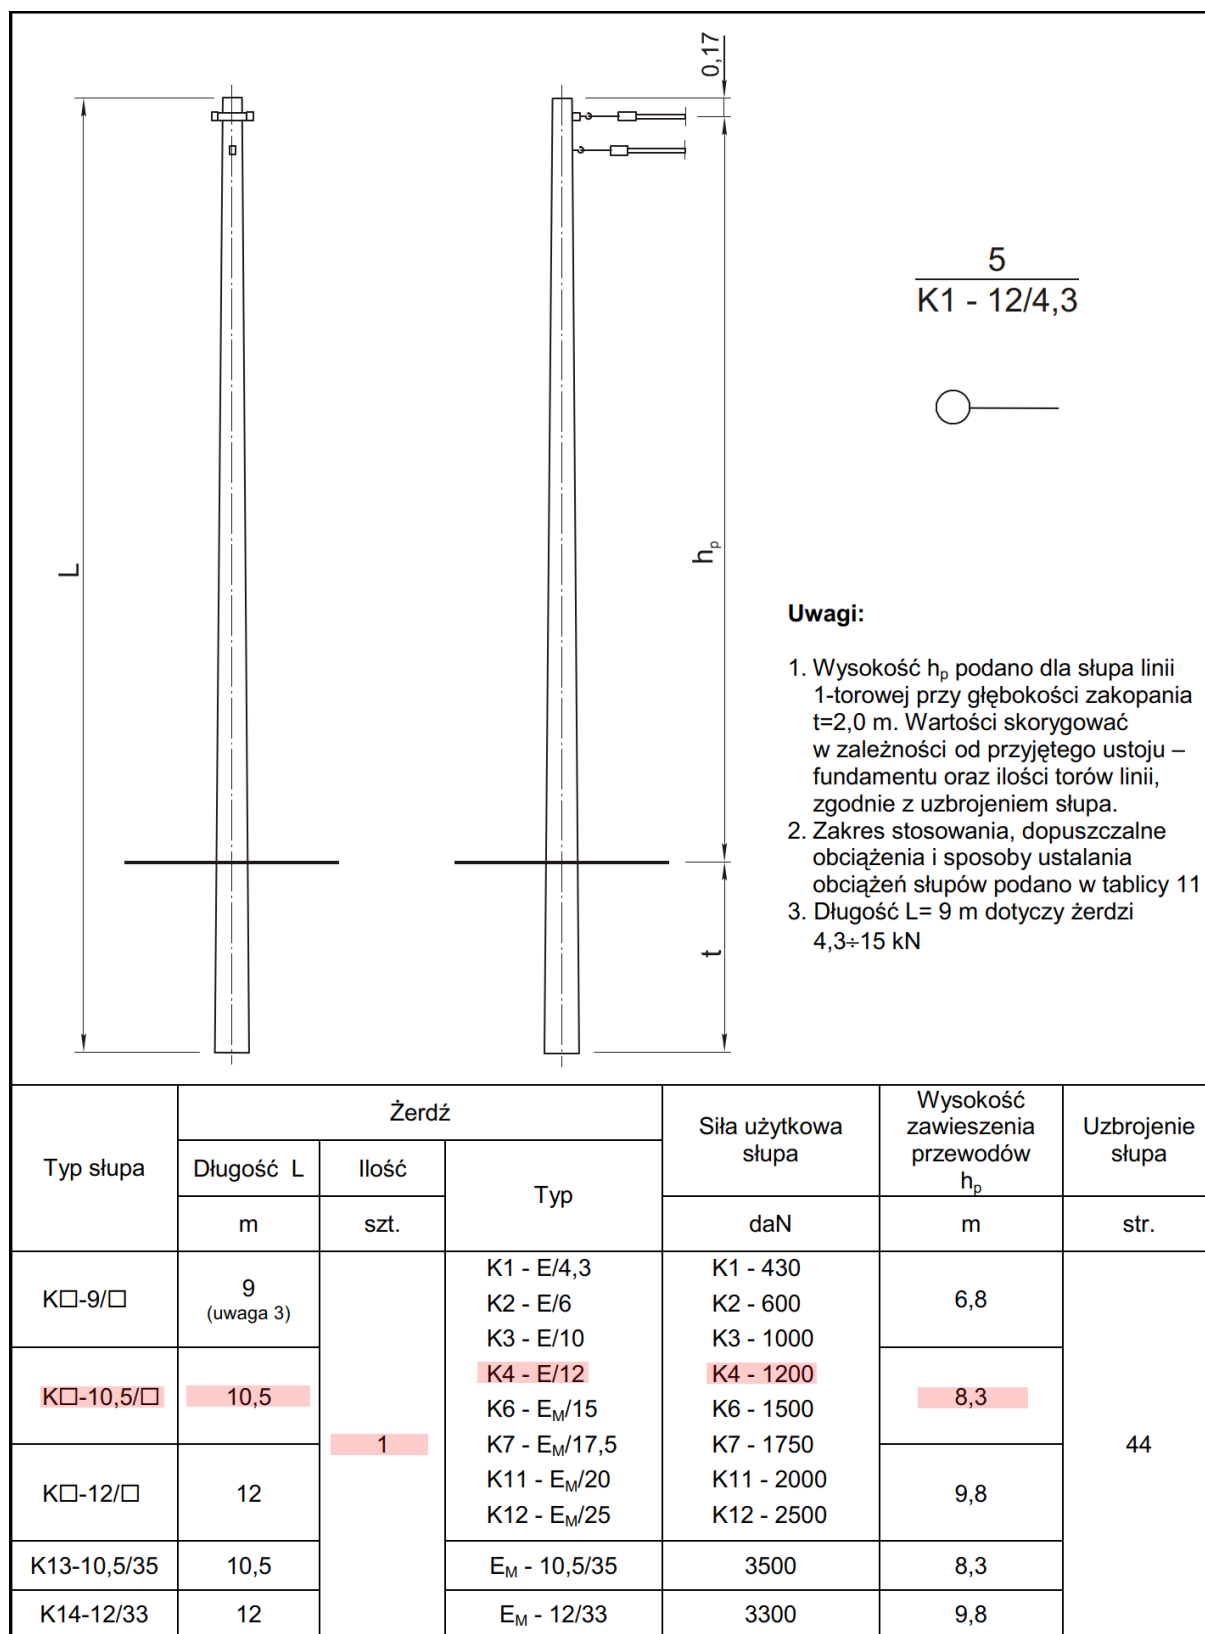 0,17
L
hₚ
t
5
K1 - 12/4,3
Uwagi:
1. Wysokość hₚ podano dla słupa linii
1-torowej przy głębokości zakopania
t=2,0 m. Wartości skorygować
w zależności od przyjętego ustoju –
fundamentu oraz ilości torów linii,
zgodnie z uzbrojeniem słupa.
2. Zakres stosowania, dopuszczalne
obciążenia i sposoby ustalania
obciążeń słupów podano w tablicy 11
3. Długość L= 9 m dotyczy żerdzi
4,3÷15 kN
Typ słupa
Żerdź
Długość L
Ilość
Typ
Siła użytkowa
słupa
Wysokość
zawieszenia
przewodów
hₚ
Uzbrojenie
słupa
m
szt.
daN
m
str.
K□-9/□
9
(uwaga 3)
K□-10,5/□
10,5
K□-12/□
12
1
K1 - E/4,3
K1 - 430
K2 - E/6
K2 - 600
K3 - E/10
K3 - 1000
K4 - E/12
K4 - 1200
K6 - Eᴍ/15
K6 - 1500
K7 - Eᴍ/17,5
K7 - 1750
K11 - Eᴍ/20
K11 - 2000
K12 - Eᴍ/25
K12 - 2500
6,8
8,3
9,8
44
K13-10,5/35
10,5
Eᴍ - 10,5/35
3500
8,3
K14-12/33
12
Eᴍ - 12/33
3300
9,8